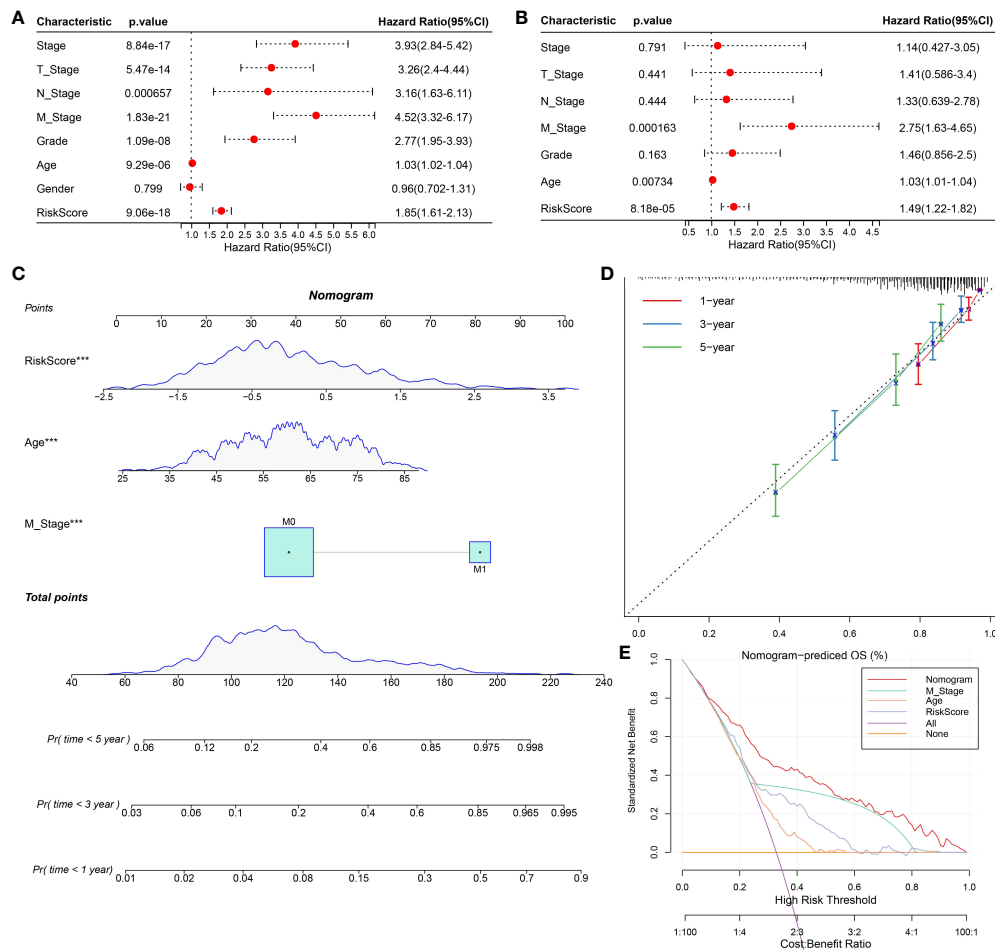 A
Characteristic p.value Hazard Ratio(95%CI)
Stage 8.84e-17 3.93(2.84-5.42)
T_Stage 5.47e-14 3.26(2.4-4.44)
N_Stage 0.000657 3.16(1.63-6.11)
M_Stage 1.83e-21 4.52(3.32-6.17)
Grade 1.09e-08 2.77(1.95-3.93)
Age 9.29e-06 1.03(1.02-1.04)
Gender 0.799 0.96(0.702-1.31)
RiskScore 9.06e-18 1.85(1.61-2.13)
1.0 1.5 2.0 2.5 3.0 3.5 4.0 4.5 5.0 5.5 6.0
Hazard Ratio(95%CI)
B
Characteristic p.value Hazard Ratio(95%CI)
Stage 0.791 1.14(0.427-3.05)
T_Stage 0.441 1.41(0.586-3.4)
N_Stage 0.444 1.33(0.639-2.78)
M_Stage 0.000163 2.75(1.63-4.65)
Grade 0.163 1.46(0.856-2.5)
Age 0.00734 1.03(1.01-1.04)
RiskScore 8.18e-05 1.49(1.22-1.82)
0.5 1.0 1.5 2.0 2.5 3.0 3.5 4.0 4.5
Hazard Ratio(95%CI)
C
Nomogram
Points
0 10 20 30 40 50 60 70 80 90 100
RiskScore***
-2.5 -1.5 -0.5 0.5 1.5 2.5 3.5
Age***
25 35 45 55 65 75 85
M_Stage***
M0
M1
Total points
40 60 80 100 120 140 160 180 200 220 240
Pr( time < 5 year )
0.06 0.12 0.2 0.4 0.6 0.85 0.975 0.998
Pr( time < 3 year )
0.03 0.06 0.1 0.2 0.4 0.6 0.85 0.965 0.995
Pr( time < 1 year )
0.01 0.02 0.04 0.08 0.15 0.3 0.5 0.7 0.9
D
1-year
3-year
5-year
0.0 0.2 0.4 0.6 0.8 1.0
Nomogram-prediced OS (%)
E
Standardized Net Benefit
1.0
0.8
0.6
0.4
0.2
0.0
Nomogram
M_Stage
Age
RiskScore
All
None
0.0 0.2 0.4 0.6 0.8 1.0
High Risk Threshold
1:100 1:4 2:3 3:2 4:1 100:1
Cost:Benefit Ratio